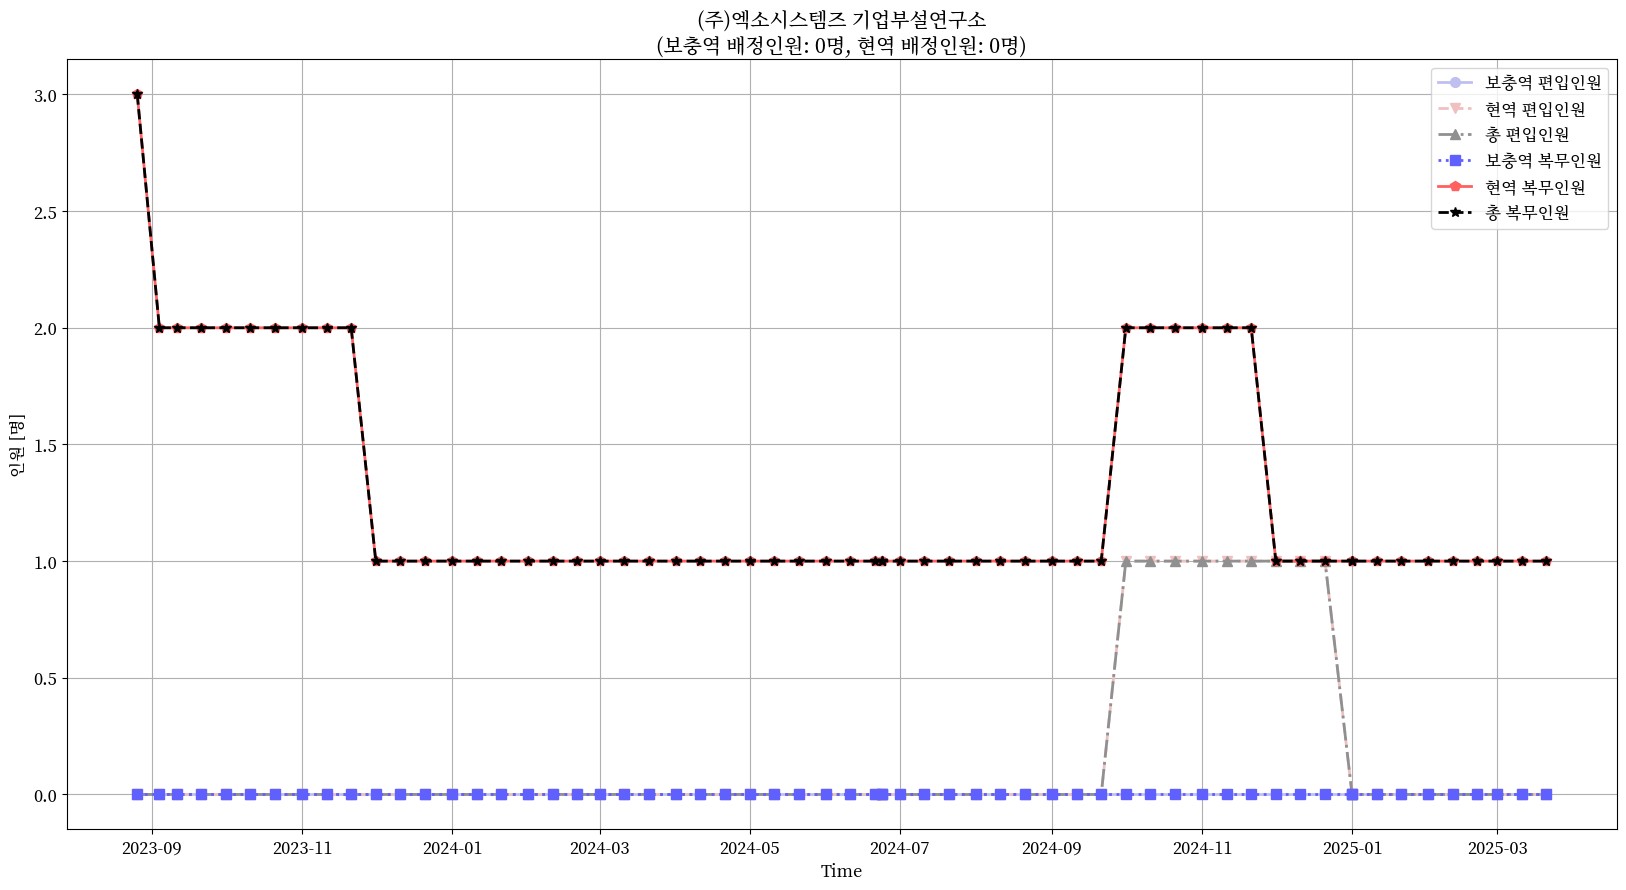 (주)엑소시스템즈 기업부설연구소
(보충역 배정인원: 0명, 현역 배정인원: 0명)
보충역 편입인원
현역 편입인원
총 편입인원
보충역 복무인원
현역 복무인원
총 복무인원
3.0
2.5
2.0
1.5
1.0
0.5
0.0
인원 [명]
2023-09
2023-11
2024-01
2024-03
2024-05
2024-07
2024-09
2024-11
2025-01
2025-03
Time